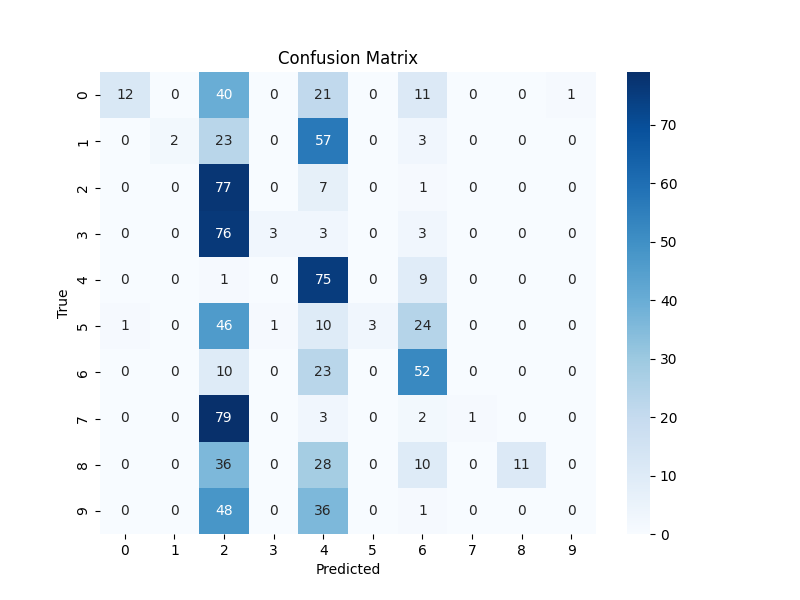 Confusion Matrix
0 12 0 40 0 21 0 11 0 0 1
1 0 2 23 0 57 0 3 0 0 0
2 0 0 77 0 7 0 1 0 0 0
3 0 0 76 3 3 0 3 0 0 0
4 0 0 1 0 75 0 9 0 0 0
5 1 0 46 1 10 3 24 0 0 0
6 0 0 10 0 23 0 52 0 0 0
7 0 0 79 0 3 0 2 1 0 0
8 0 0 36 0 28 0 10 0 11 0
9 0 0 48 0 36 0 1 0 0 0
True
0 1 2 3 4 5 6 7 8 9
Predicted
70
60
50
40
30
20
10
0